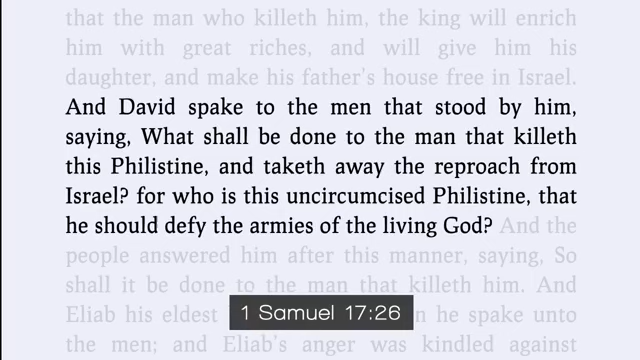 that the man who killeth him, the king will enrich
him with great riches, and will give him his
daughter, and make his father's house free in Israel.
And David spake to the men that stood by him,
saying, What shall be done to the man that killeth
this Philistine, and taketh away the reproach from
Israel? for who is this uncircumcised Philistine, that
he should defy the armies of the living God? And the
people answered him after this manner, saying, So
shall it be done to the man that killeth him. And
Eliab his eldest n he spake unto
1 Samuel 17:26
the men; and Eliab's anger was kindled against